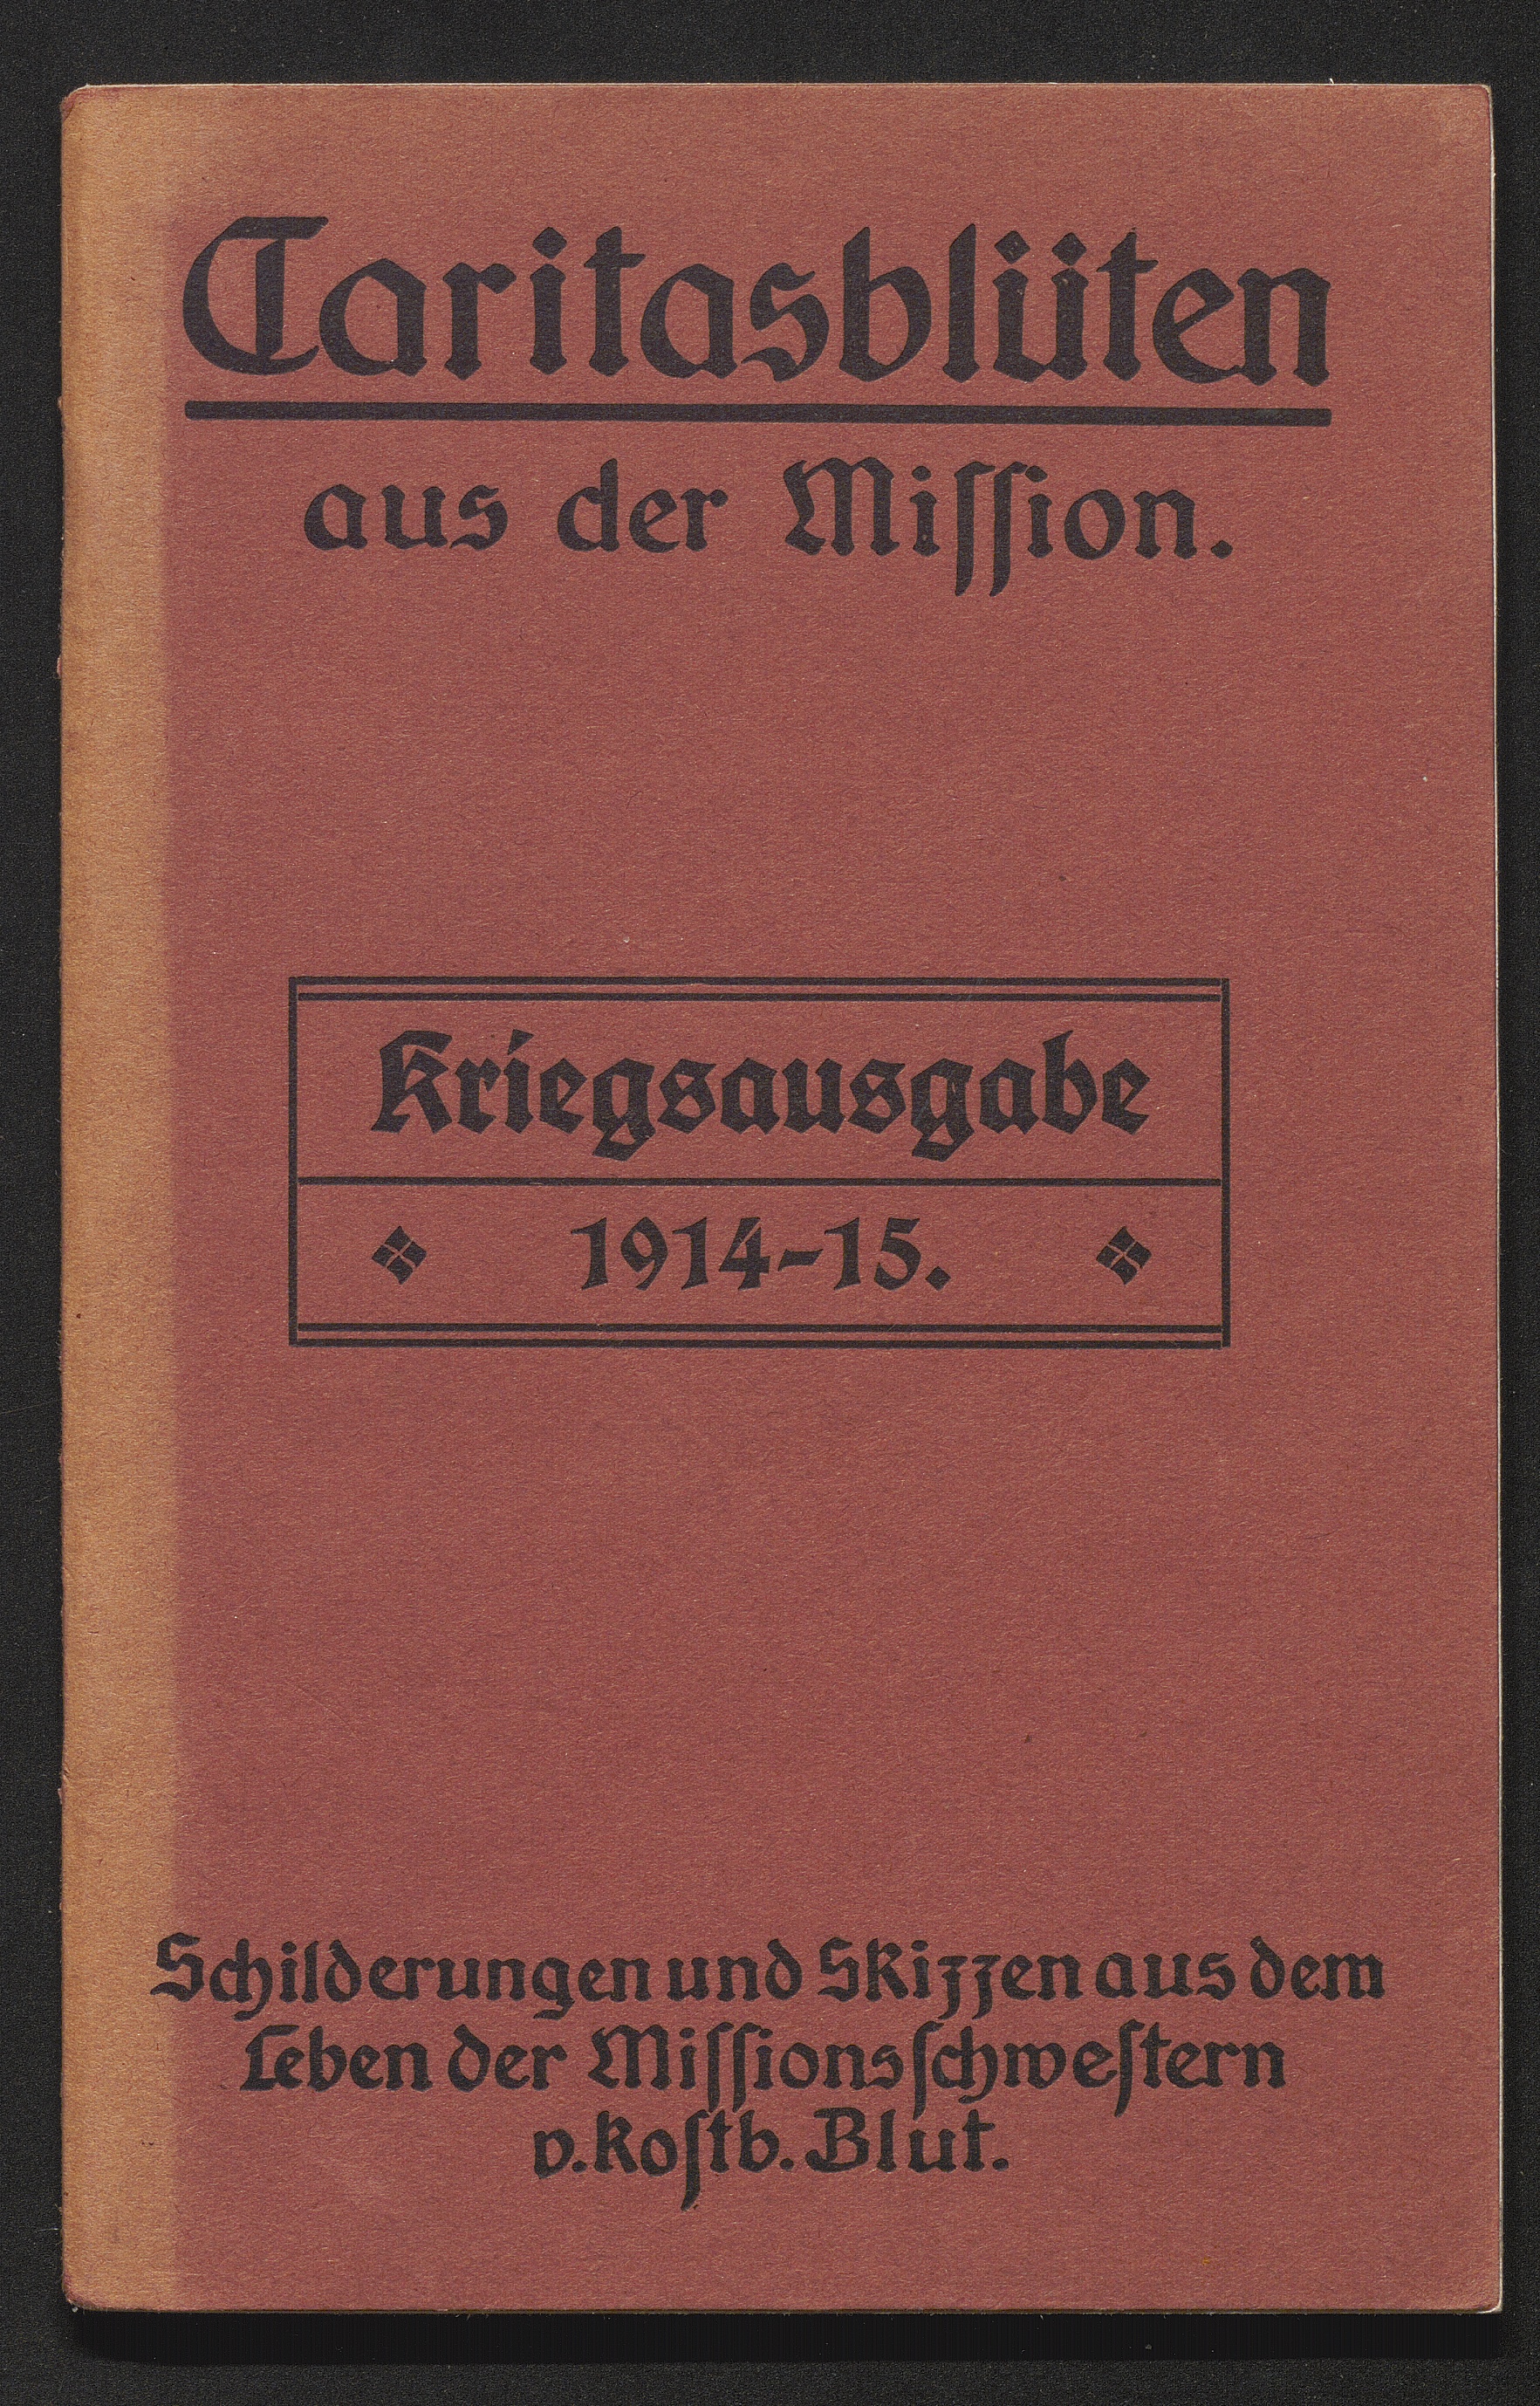 Caritasblüten
aus der Miſſion.
Kriegsausgabe
1914-15.
Schilderungen und Skizzen aus dem
Leben der Miſſionsſchweſtern
v. koſtb. Blut.